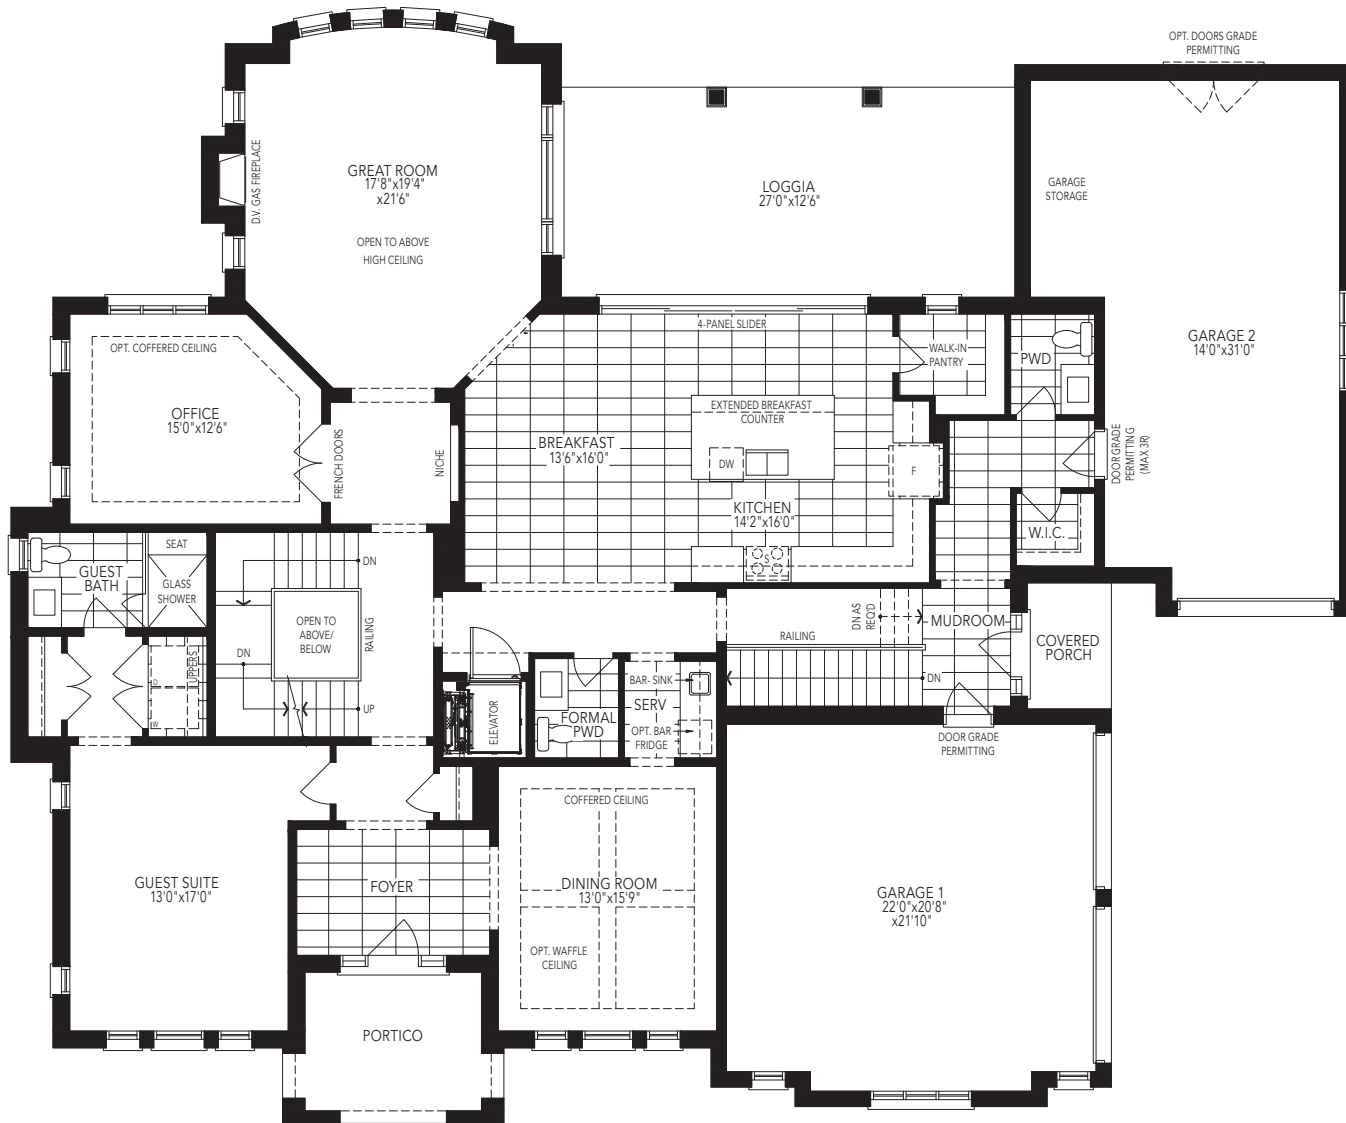 OPT. DOORS GRADE
PERMITTING
D.V. GAS FIREPLACE
GREAT ROOM
17'8"x19'4"
x21'6"
OPEN TO ABOVE
HIGH CEILING
LOGGIA
27'0"x12'6"
GARAGE
STORAGE
GARAGE 2
14'0"x31'0"
4-PANEL SLIDER
WALK-IN
PANTRY
PWD
OPT. COFFERED CEILING
OFFICE
15'0"x12'6"
FRENCH DOORS
NICHE
BREAKFAST
13'6"x16'0"
EXTENDED BREAKFAST
COUNTER
DW
F
KITCHEN
14'2"x16'0"
S
DOOR GRADE
PERMITTING
(MAX 3R)
W.I.C.
SEAT
GLASS
SHOWER
GUEST
BATH
DN
OPEN TO
ABOVE/
BELOW
RAILING
DN
UP
UPPERS
D
W
DN AS
REQ'D
RAILING
DN
MUDROOM
COVERED
PORCH
ELEVATOR
FORMAL
PWD
BAR- SINK
SERV
OPT. BAR
FRIDGE
DOOR GRADE
PERMITTING
COFFERED CEILING
GUEST SUITE
13'0"x17'0"
FOYER
DINING ROOM
13'0"x15'9"
OPT. WAFFLE
CEILING
GARAGE 1
22'0"x20'8"
x21'10"
PORTICO